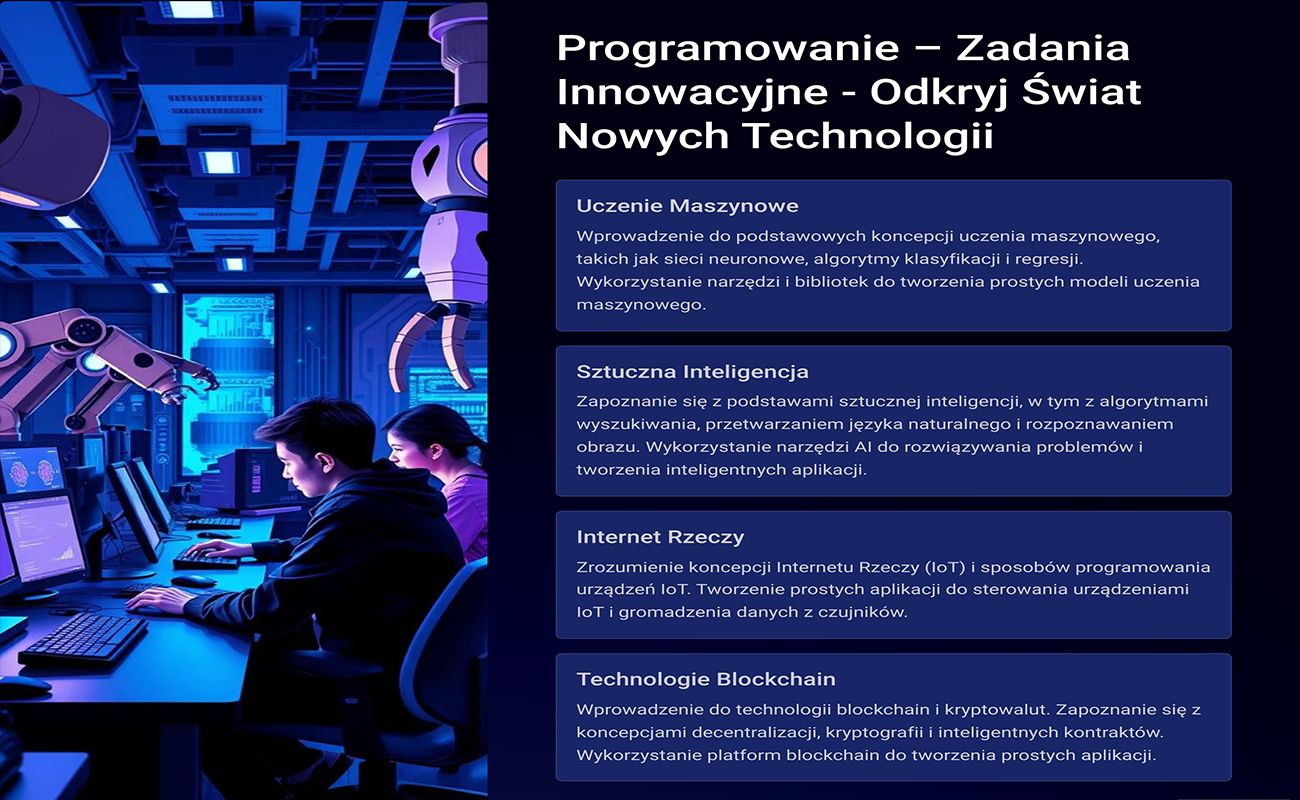 Programowanie – Zadania
Innowacyjne - Odkryj Świat
Nowych Technologii
Uczenie Maszynowe
Wprowadzenie do podstawowych koncepcji uczenia maszynowego,
takich jak sieci neuronowe, algorytmy klasyfikacji i regresji.
Wykorzystanie narzędzi i bibliotek do tworzenia prostych modeli uczenia
maszynowego.
Sztuczna Inteligencja
Zapoznanie się z podstawami sztucznej inteligencji, w tym z algorytmami
wyszukiwania, przetwarzaniem języka naturalnego i rozpoznawaniem
obrazu. Wykorzystanie narzędzi AI do rozwiązywania problemów i
tworzenia inteligentnych aplikacji.
Internet Rzeczy
Zrozumienie koncepcji Internetu Rzeczy (IoT) i sposobów programowania
urządzeń IoT. Tworzenie prostych aplikacji do sterowania urządzeniami
IoT i gromadzenia danych z czujników.
Technologie Blockchain
Wprowadzenie do technologii blockchain i kryptowalut. Zapoznanie się z
koncepcjami decentralizacji, kryptografii i inteligentnych kontraktów.
Wykorzystanie platform blockchain do tworzenia prostych aplikacji.